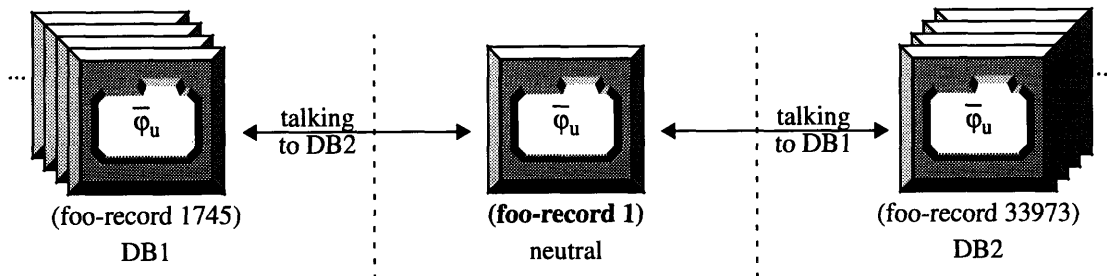 ... φ̄u talking to DB2 φ̄u talking to DB1 φ̄u ...
(foo-record 1745) (foo-record 1) (foo-record 33973)
DB1 neutral DB2